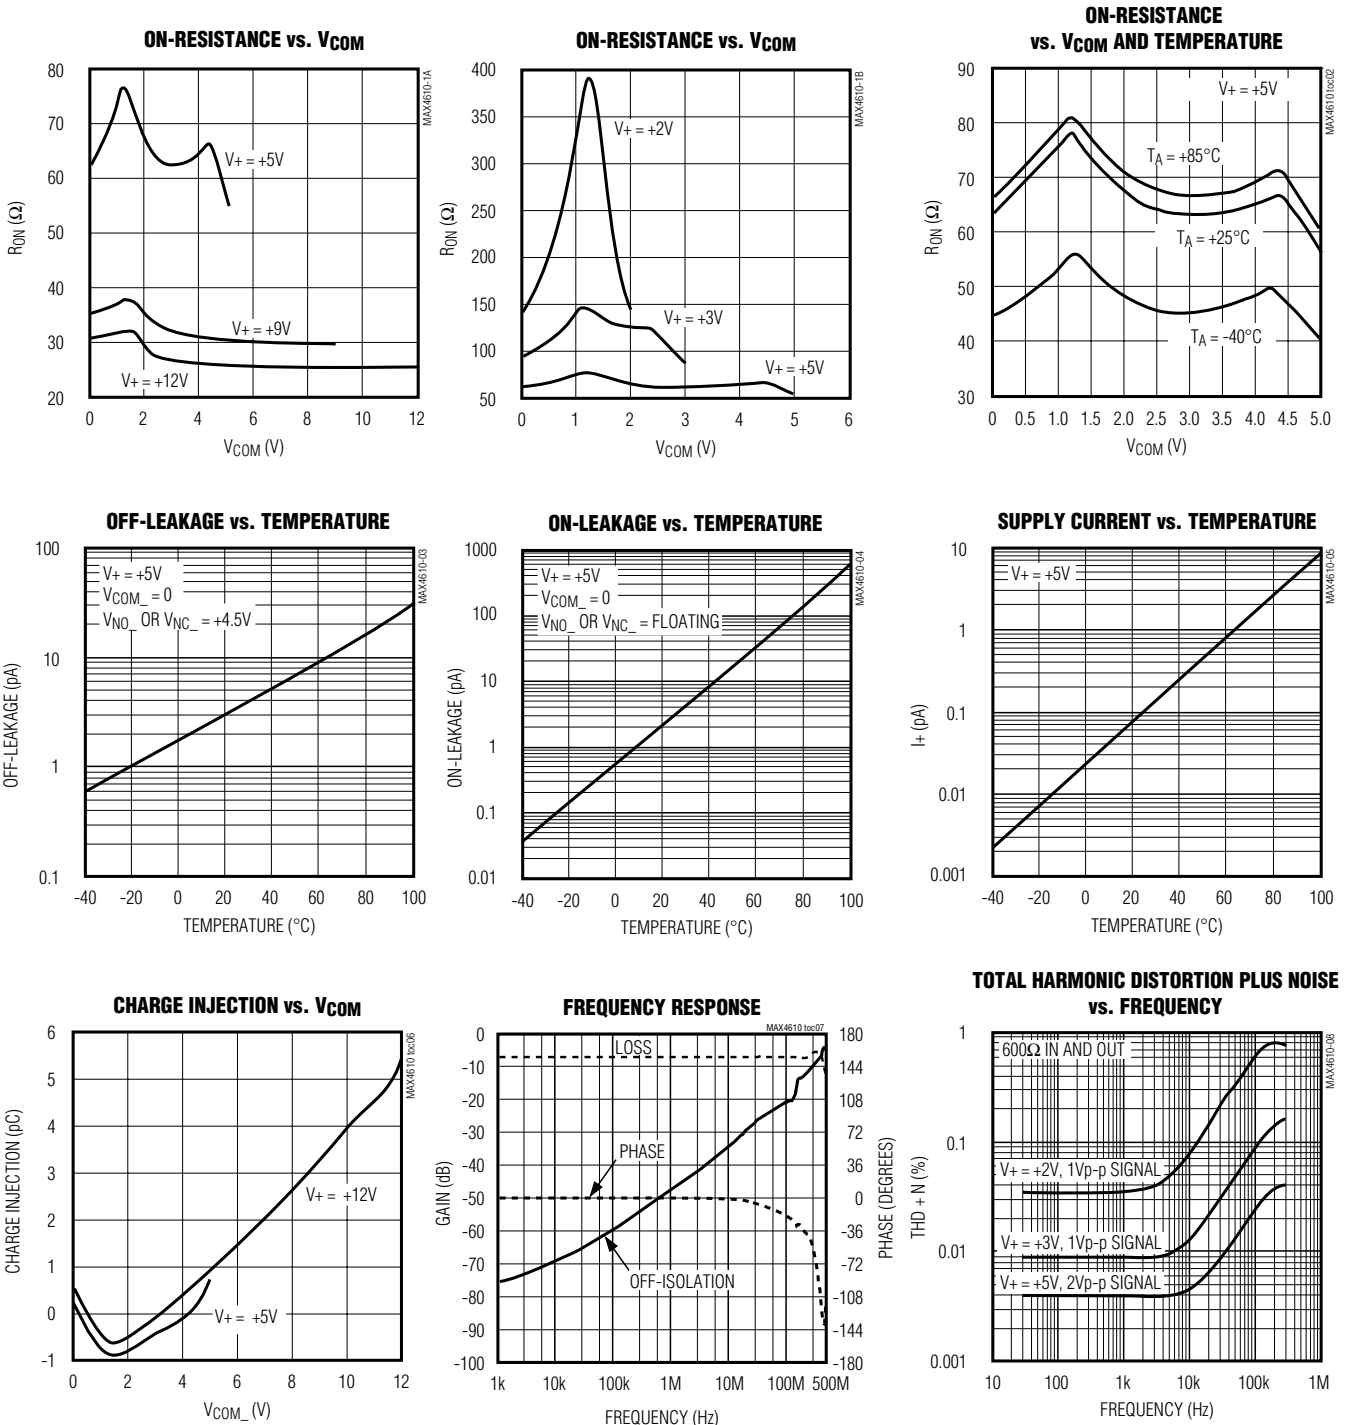 ON-RESISTANCE vs. VCOM
80
70
60
50
40
30
20
0 2 4 6 8 10 12
RON (Ω)
VCOM (V)
V+ = +5V
V+ = +9V
V+ = +12V
MAX4610-1A
ON-RESISTANCE vs. VCOM
400
350
300
250
200
150
100
50
0 1 2 3 4 5 6
RON (Ω)
VCOM (V)
V+ = +2V
V+ = +3V
V+ = +5V
MAX4610-1B
ON-RESISTANCE
vs. VCOM AND TEMPERATURE
90
80
70
60
50
40
30
0 0.5 1.0 1.5 2.0 2.5 3.0 3.5 4.0 4.5 5.0
RON (Ω)
VCOM (V)
V+ = +5V
TA = +85°C
TA = +25°C
TA = -40°C
MAX4610toc02
OFF-LEAKAGE vs. TEMPERATURE
100
10
1
0.1
-40 -20 0 20 40 60 80 100
OFF-LEAKAGE (pA)
TEMPERATURE (°C)
V+ = +5V
VCOM_ = 0
VNO_ OR VNC_ = +4.5V
MAX4610-03
ON-LEAKAGE vs. TEMPERATURE
1000
100
10
1
0.1
0.01
-40 -20 0 20 40 60 80 100
ON-LEAKAGE (pA)
TEMPERATURE (°C)
V+ = +5V
VCOM_ = 0
VNO_ OR VNC_ = FLOATING
MAX4610-04
SUPPLY CURRENT vs. TEMPERATURE
10
1
0.1
0.01
0.001
-40 -20 0 20 40 60 80 100
I+ (pA)
TEMPERATURE (°C)
V+ = +5V
MAX4610-05
CHARGE INJECTION vs. VCOM
6
5
4
3
2
1
0
-1
0 2 4 6 8 10 12
CHARGE INJECTION (pC)
VCOM_ (V)
V+ = +12V
V+ = +5V
MAX4610 toc06
FREQUENCY RESPONSE
MAX4610 toc07
0
-10
-20
-30
-40
-50
-60
-70
-80
-90
-100
180
144
108
72
36
0
-36
-72
-108
-144
-180
1k 10k 100k 1M 10M 100M 500M
GAIN (dB)
PHASE (DEGREES)
FREQUENCY (Hz)
LOSS
PHASE
OFF-ISOLATION
TOTAL HARMONIC DISTORTION PLUS NOISE
vs. FREQUENCY
1
0.1
0.01
0.001
10 100 1k 10k 100k 1M
THD + N (%)
FREQUENCY (Hz)
600Ω IN AND OUT
V+ = +2V, 1Vp-p SIGNAL
V+ = +3V, 1Vp-p SIGNAL
V+ = +5V, 2Vp-p SIGNAL
MAX4610-08